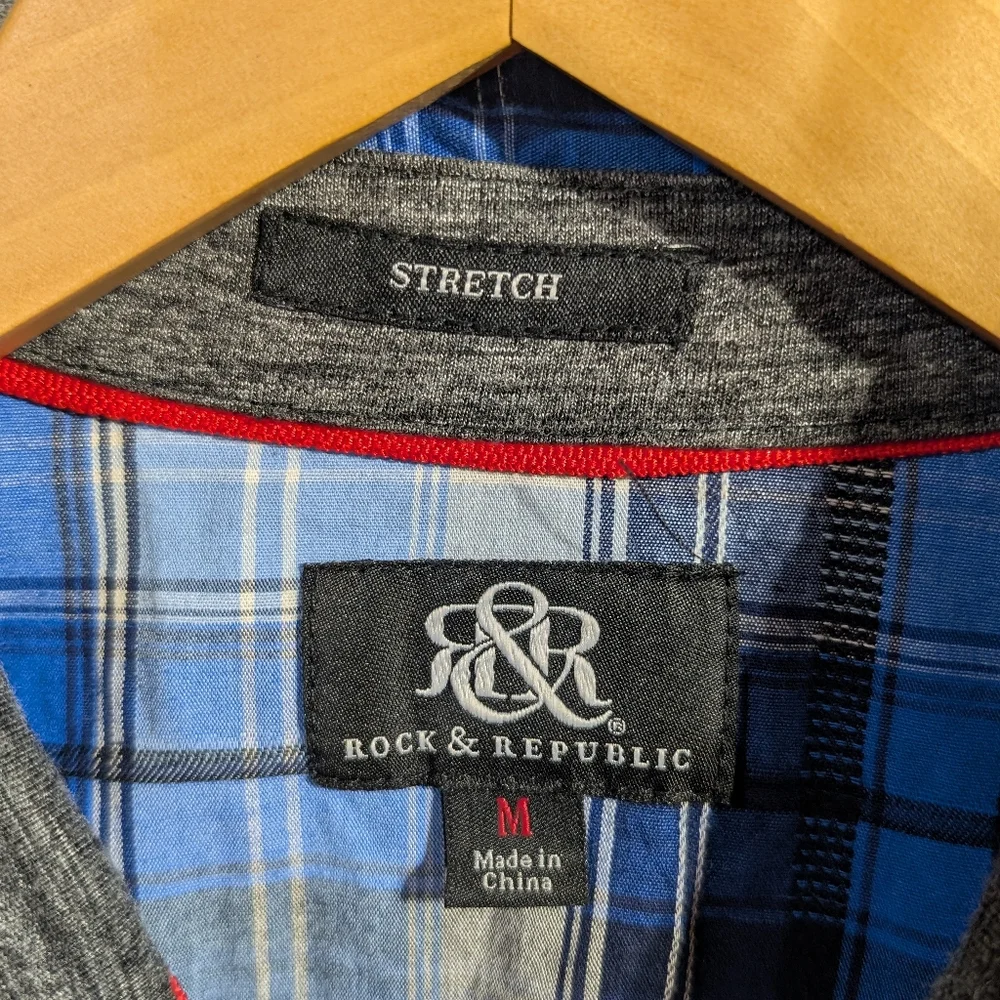 STRETCH
R&R®
ROCK & REPUBLIC
M
Made in
China